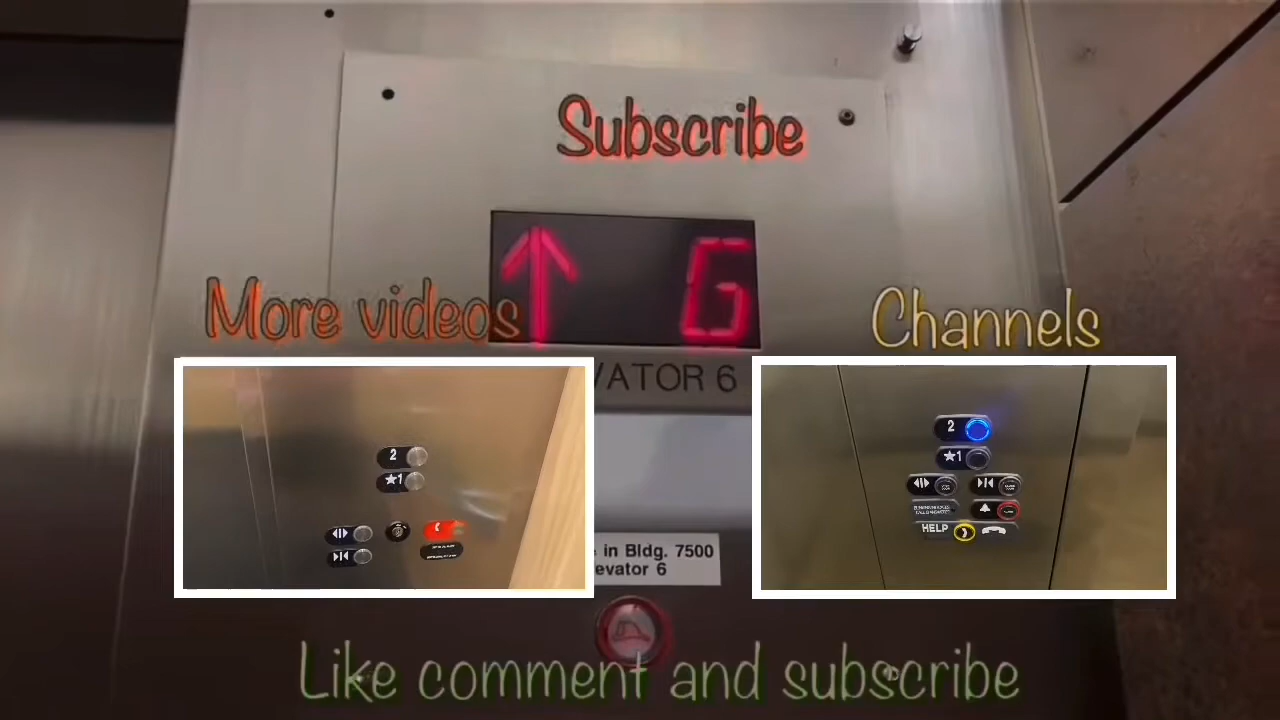 Subscribe
G
More videos
Channels
VATOR 6
2
★1
2
★1
HELP
in Bldg. 7500
evator 6
Like comment and subscribe